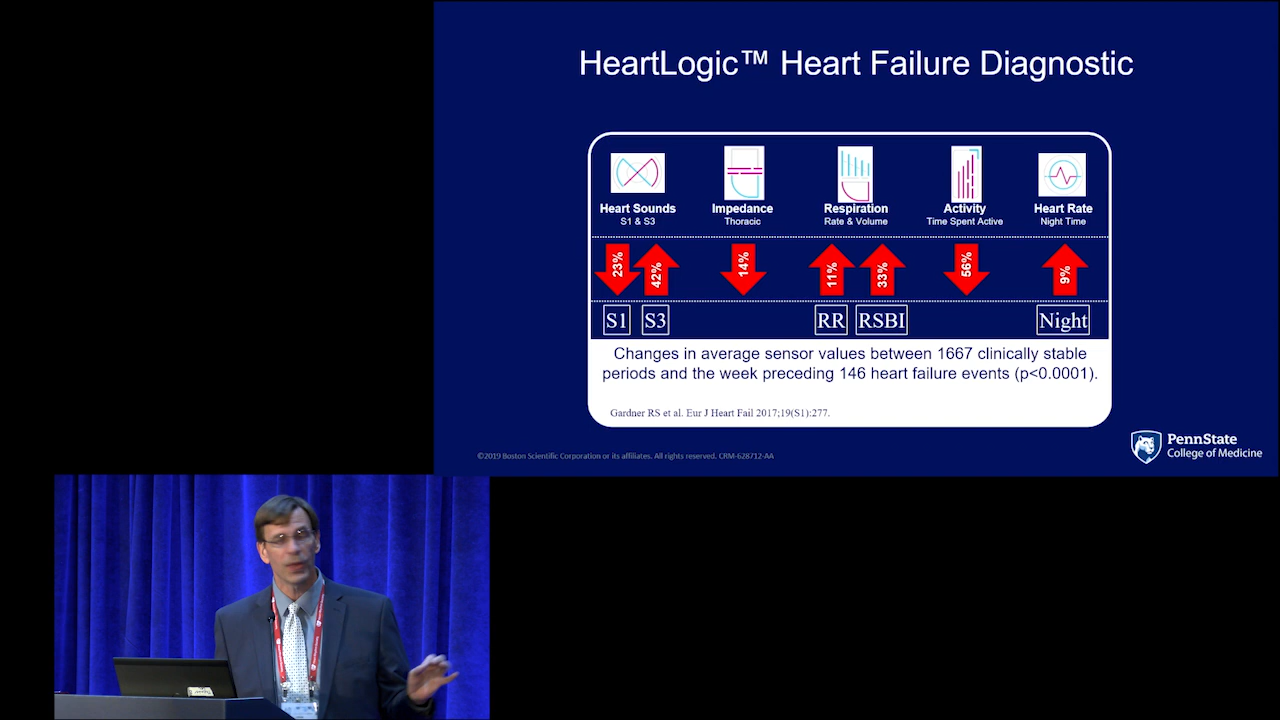 HeartLogic™ Heart Failure Diagnostic
Heart Sounds
S1 & S3
Impedance
Thoracic
Respiration
Rate & Volume
Activity
Time Spent Active
Heart Rate
Night Time
23%
42%
14%
11%
33%
56%
9%
S1
S3
RR
RSBI
Night
Changes in average sensor values between 1667 clinically stable
periods and the week preceding 146 heart failure events (p<0.0001).
Gardner RS et al. Eur J Heart Fail 2017;19(S1):277.
©2019 Boston Scientific Corporation or its affiliates. All rights reserved. CRM-628712-AA
PennState
College of Medicine